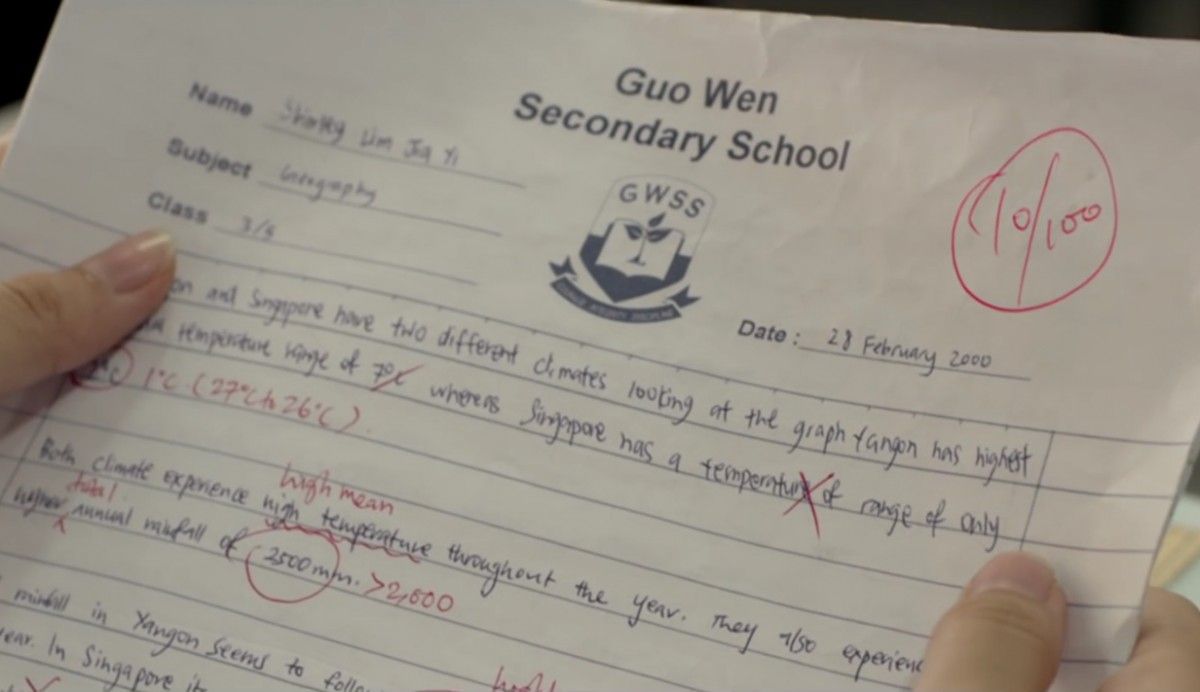 Guo Wen
Secondary School
Name Shirley Lim Jia Yi
Subject Geography
Class 3/5
GWSS
10/100
Date : 28 February 2000
on and Singapore have two different climates looking at the graph Yangon has highest
temperature range of 7°C whereas Singapore has a temperature of range of only
1°C (27°C to 26°C).
high mean
Both climate experience high temperature throughout the year. They also experienc
total
higher annual rainfall of 2500mm. >2,600
rainfall in Yangon seems to follo
year. In Singapore it